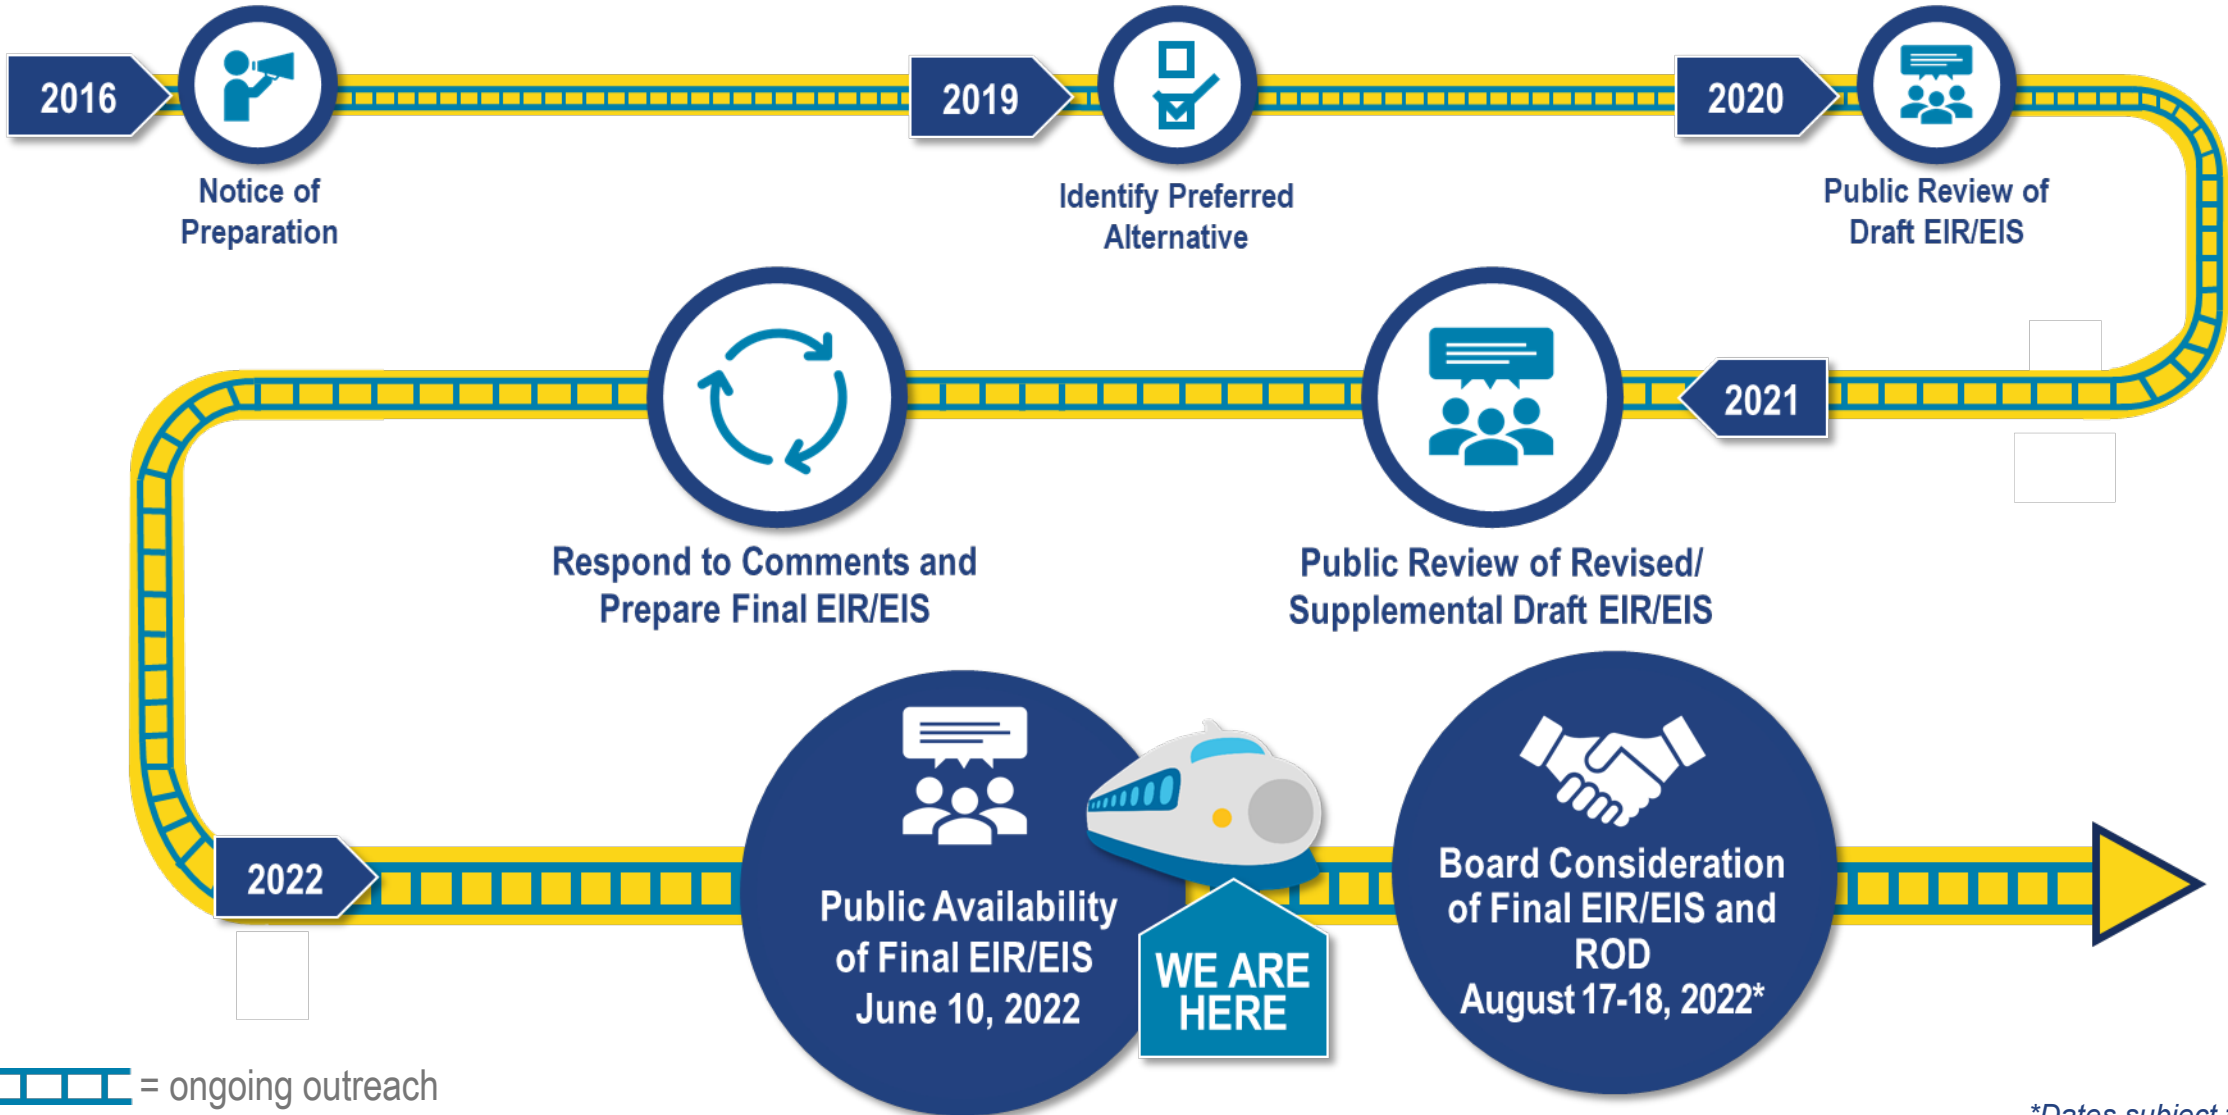 2016
Notice of
Preparation
2019
Identify Preferred
Alternative
2020
Public Review of
Draft EIR/EIS
2021
Public Review of Revised/
Supplemental Draft EIR/EIS
Respond to Comments and
Prepare Final EIR/EIS
2022
Public Availability
of Final EIR/EIS
June 10, 2022
WE ARE
HERE
Board Consideration
of Final EIR/EIS and
ROD
August 17-18, 2022*
= ongoing outreach
*Dates subject